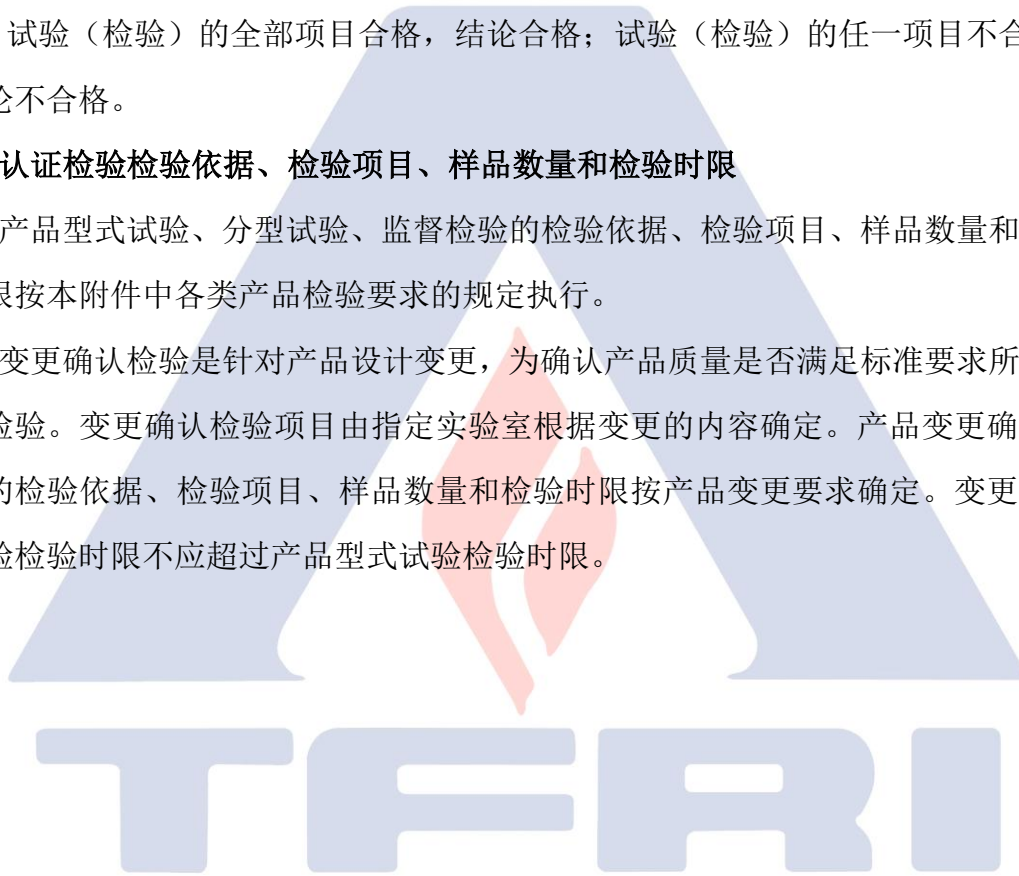 试验（检验）的全部项目合格，结论合格；试验（检验）的任一项目不合
论不合格。
认证检验检验依据、检验项目、样品数量和检验时限
产品型式试验、分型试验、监督检验的检验依据、检验项目、样品数量和
限按本附件中各类产品检验要求的规定执行。
变更确认检验是针对产品设计变更，为确认产品质量是否满足标准要求所
检验。变更确认检验项目由指定实验室根据变更的内容确定。产品变更确
的检验依据、检验项目、样品数量和检验时限按产品变更要求确定。变更
验检验时限不应超过产品型式试验检验时限。
TFRI